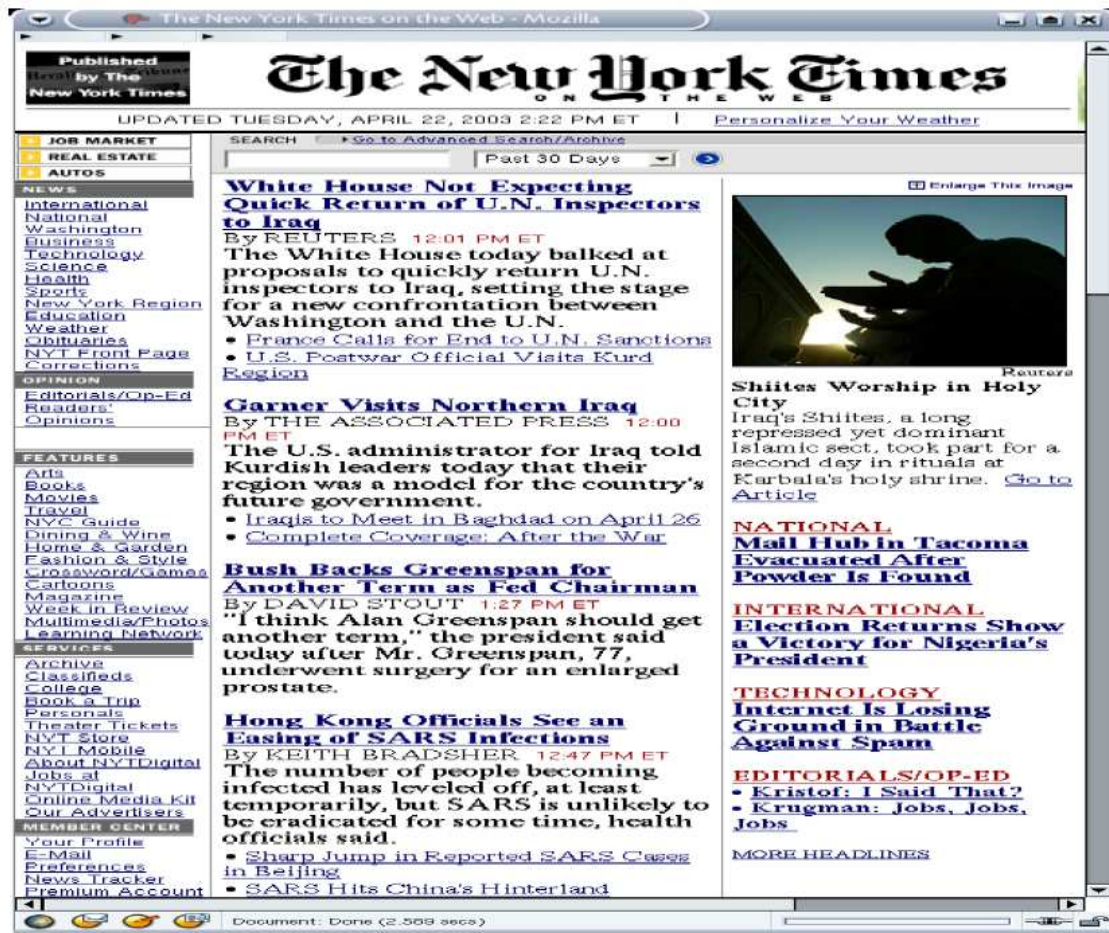 The New York Times on the Web - Mozilla
Published
by The
New York Times
The New York Times
ON THE WEB
UPDATED TUESDAY, APRIL 22, 2003 2:22 PM ET | Personalize Your Weather
JOB MARKET
REAL ESTATE
AUTOS
NEWS
International
National
Washington
Business
Technology
Science
Health
Sports
New York Region
Education
Weather
Obituaries
NYT Front Page
Corrections
OPINION
Editorials/Op-Ed
Readers'
Opinions
FEATURES
Arts
Books
Movies
Travel
NYC Guide
Dining & Wine
Home & Garden
Fashion & Style
Crossword/Games
Cartoons
Magazine
Week in Review
Multimedia/Photos
Learning Network
SERVICES
Archive
Classifieds
College
Book a Trip
Personals
Theater Tickets
NYT Store
NYT Mobile
About NYTDigital
Jobs at
NYTDigital
Online Media Kit
Our Advertisers
MEMBER CENTER
Your Profile
E-Mail
Preferences
News Tracker
Premium Account
SEARCH Go to Advanced Search/Archive
Past 30 Days
White House Not Expecting
Quick Return of U.N. Inspectors
to Iraq
By REUTERS 12:01 PM ET
The White House today balked at
proposals to quickly return U.N.
inspectors to Iraq, setting the stage
for a new confrontation between
Washington and the U.N.
• France Calls for End to U.N. Sanctions
• U.S. Postwar Official Visits Kurd
Region
Garner Visits Northern Iraq
By THE ASSOCIATED PRESS 12:00
PM ET
The U.S. administrator for Iraq told
Kurdish leaders today that their
region was a model for the country's
future government.
• Iraqis to Meet in Baghdad on April 26
• Complete Coverage: After the War
Bush Backs Greenspan for
Another Term as Fed Chairman
By DAVID STOUT 1:27 PM ET
"I think Alan Greenspan should get
another term," the president said
today after Mr. Greenspan, 77,
underwent surgery for an enlarged
prostate.
Hong Kong Officials See an
Easing of SARS Infections
By KEITH BRADSHER 12:47 PM ET
The number of people becoming
infected has leveled off, at least
temporarily, but SARS is unlikely to
be eradicated for some time, health
officials said.
• Sharp Jump in Reported SARS Cases
in Beijing
• SARS Hits China's Hinterland
Enlarge This Image
Reuters
Shiites Worship in Holy
City
Iraq's Shiites, a long
repressed yet dominant
Islamic sect, took part for a
second day in rituals at
Karbala's holy shrine. Go to
Article
NATIONAL
Mail Hub in Tacoma
Evacuated After
Powder Is Found
INTERNATIONAL
Election Returns Show
a Victory for Nigeria's
President
TECHNOLOGY
Internet Is Losing
Ground in Battle
Against Spam
EDITORIALS/OP-ED
• Kristof: I Said That?
• Krugman: Jobs, Jobs,
Jobs
MORE HEADLINES
Document: Done (2.569 secs)